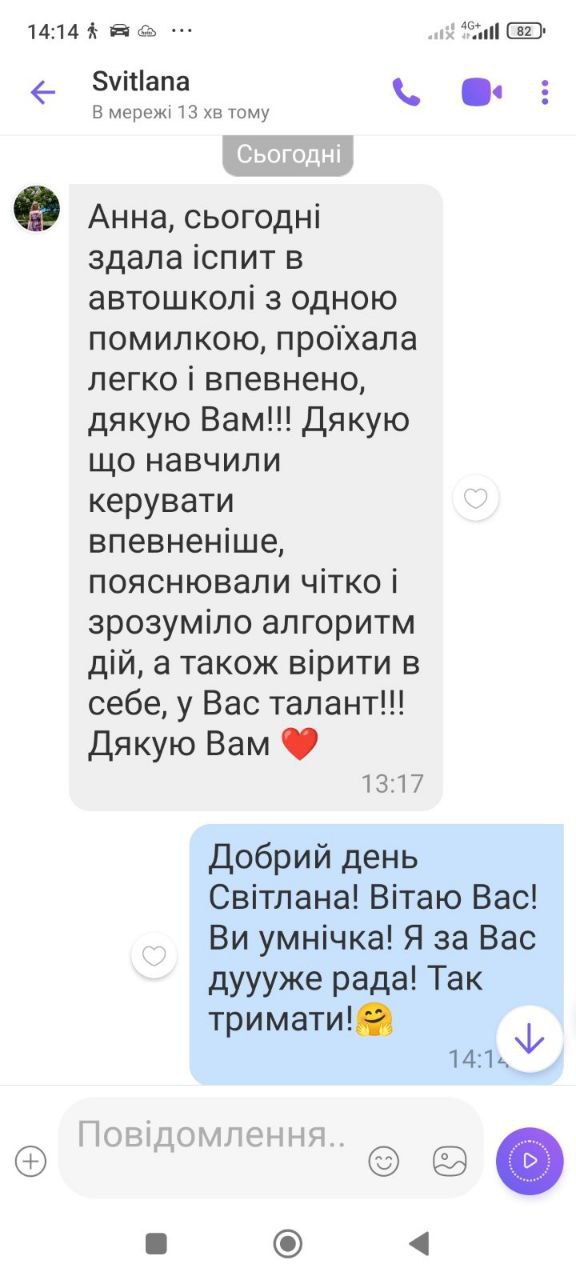 14:14
4G+
82
Svitlana
В мережі 13 хв тому
Сьогодні
Анна, сьогодні
здала іспит в
автошколі з одною
помилкою, проїхала
легко і впевнено,
дякую Вам!!! Дякую
що навчили
керувати
впевненіше,
пояснювали чітко і
зрозуміло алгоритм
дій, а також вірити в
себе, у Вас талант!!!
Дякую Вам ❤️
13:17
Добрий день
Світлана! Вітаю Вас!
Ви умнічка! Я за Вас
дуууже рада! Так
тримати!🤗
14:14
Повідомлення..